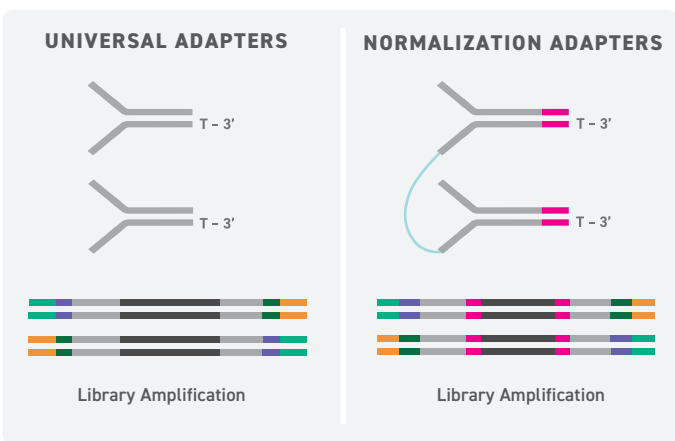 UNIVERSAL ADAPTERS
T – 3'
T – 3'
Library Amplification
NORMALIZATION ADAPTERS
T – 3'
T – 3'
Library Amplification